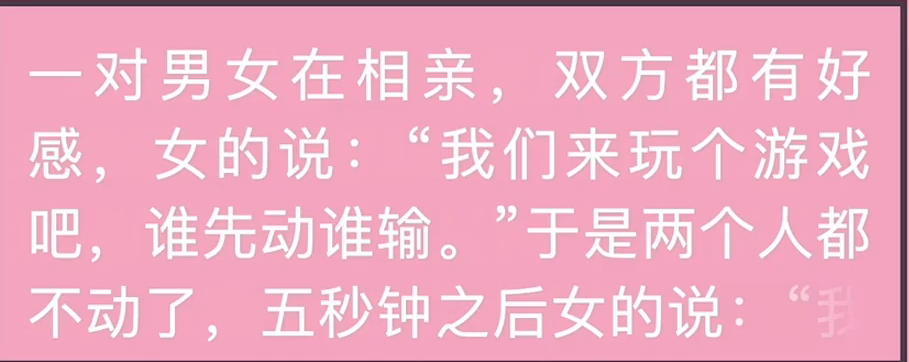 一对男女在相亲，双方都有好
感，女的说：“我们来玩个游戏
吧，谁先动谁输。”于是两个人都
不动了，五秒钟之后女的说：“我